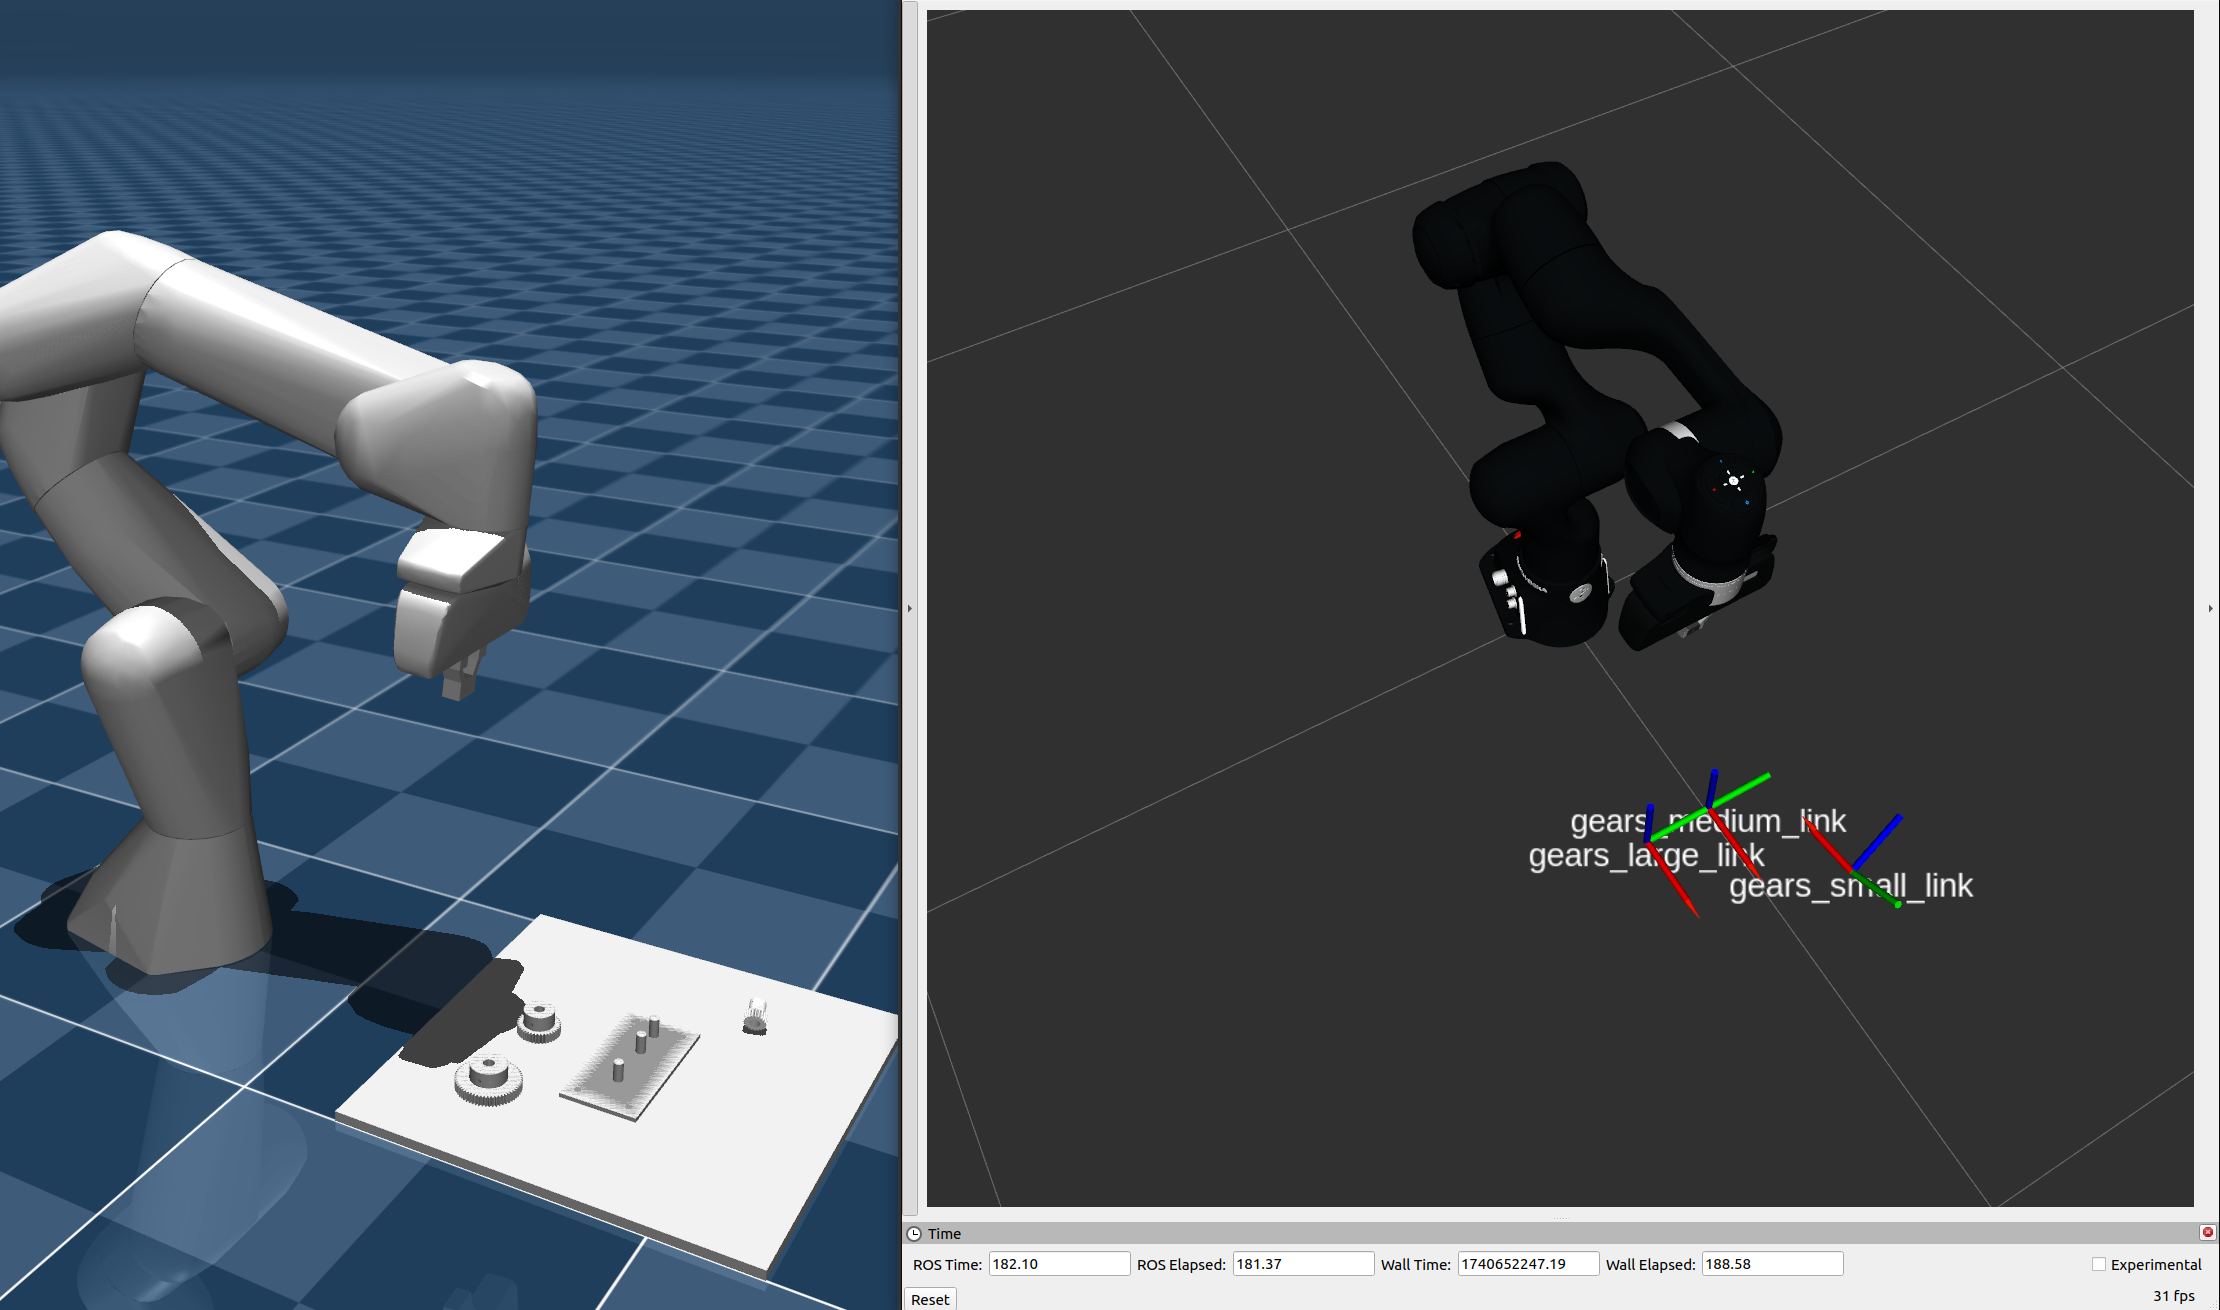 gears_medium_link
gears_large_link
gears_small_link
Time
ROS Time: 182.10 ROS Elapsed: 181.37 Wall Time: 1740652247.19 Wall Elapsed: 188.58 Experimental
Reset 31 fps